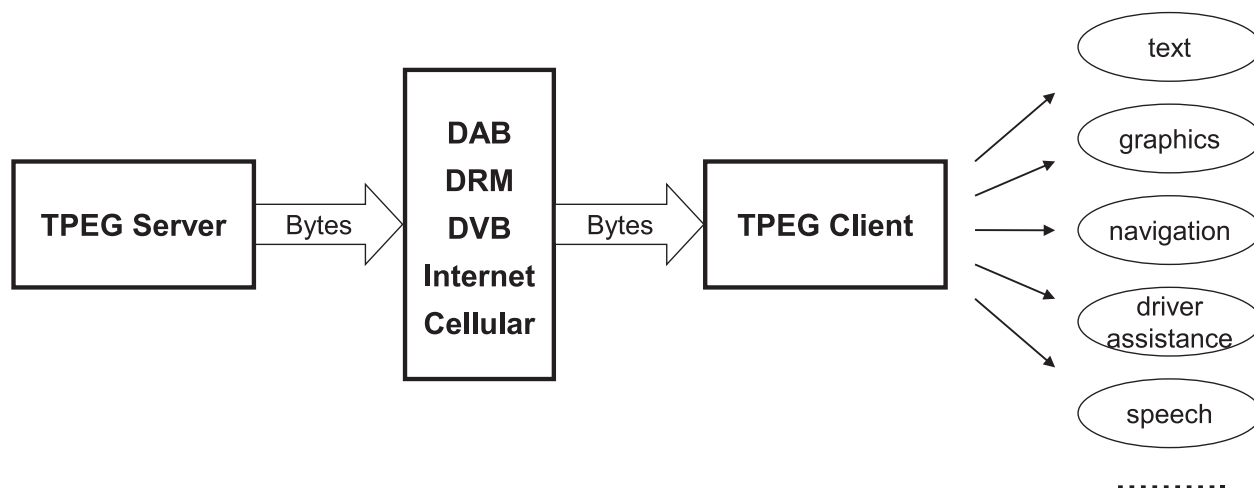 TPEG Server
Bytes
DAB
DRM
DVB
Internet
Cellular
Bytes
TPEG Client
text
graphics
navigation
driver
assistance
speech